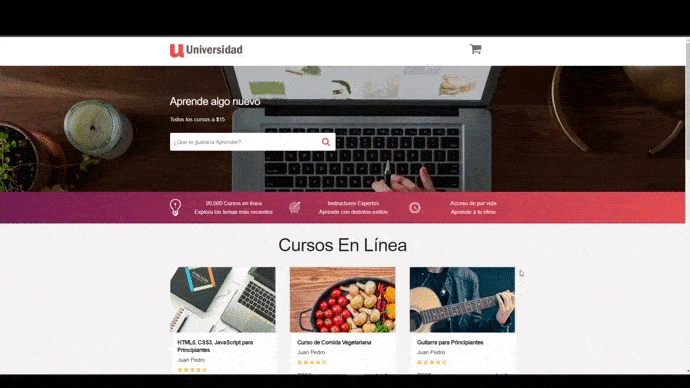 Universidad
Aprende algo nuevo
Todos los cursos a $15
¿Que te gustaría Aprender?
20,000 Cursos en línea
Explora los temas más recientes
Instructores Expertos
Aprende con distintos estilos
Acceso de por vida
Aprende a tu ritmo
Cursos En Línea
HTML5, CSS3, JavaScript para
Principiantes
Juan Pedro
Curso de Comida Vegetariana
Juan Pedro
Guitarra para Principiantes
Juan Pedro